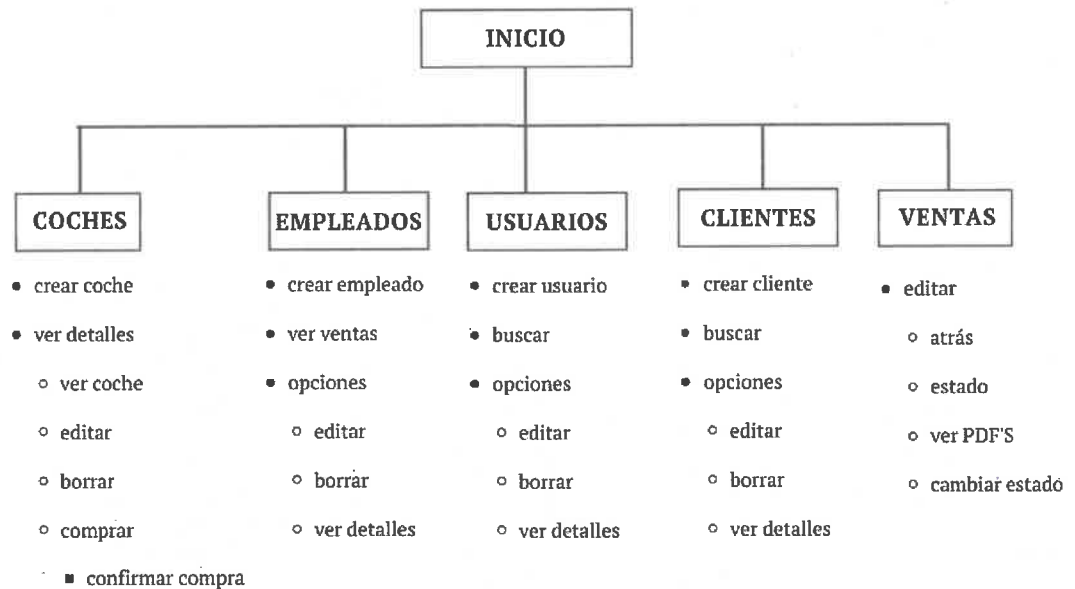 INICIO
COCHES
crear coche
ver detalles
ver coche
editar
borrar
comprar
confirmar compra
EMPLEADOS
crear empleado
ver ventas
opciones
editar
borrar
ver detalles
USUARIOS
crear usuario
buscar
opciones
editar
borrar
ver detalles
CLIENTES
crear cliente
buscar
opciones
editar
borrar
ver detalles
VENTAS
editar
atrás
estado
ver PDF'S
cambiar estado